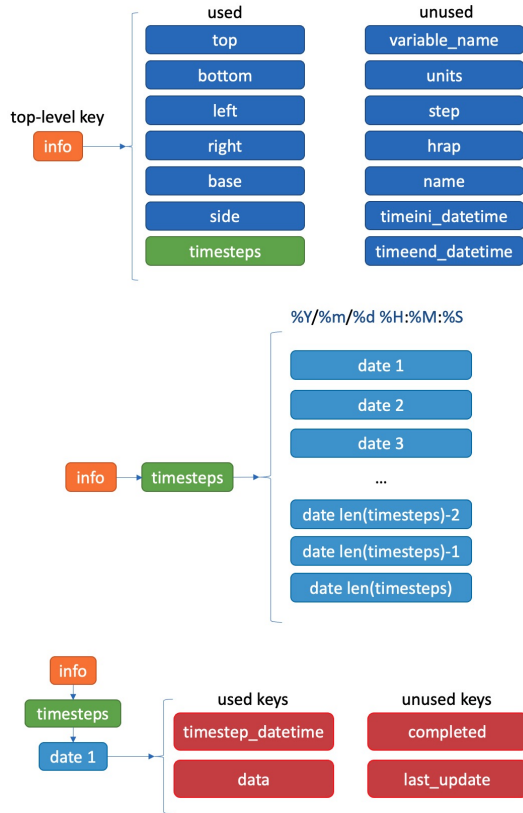 used unused
top variable_name
bottom units
top-level key
left step
info
right hrap
base name
side timeini_datetime
timesteps timeend_datetime
%Y/%m/%d %H:%M:%S
date 1
date 2
date 3
info timesteps
...
date len(timesteps)-2
date len(timesteps)-1
date len(timesteps)
info
timesteps
date 1
used keys unused keys
timestep_datetime completed
data last_update